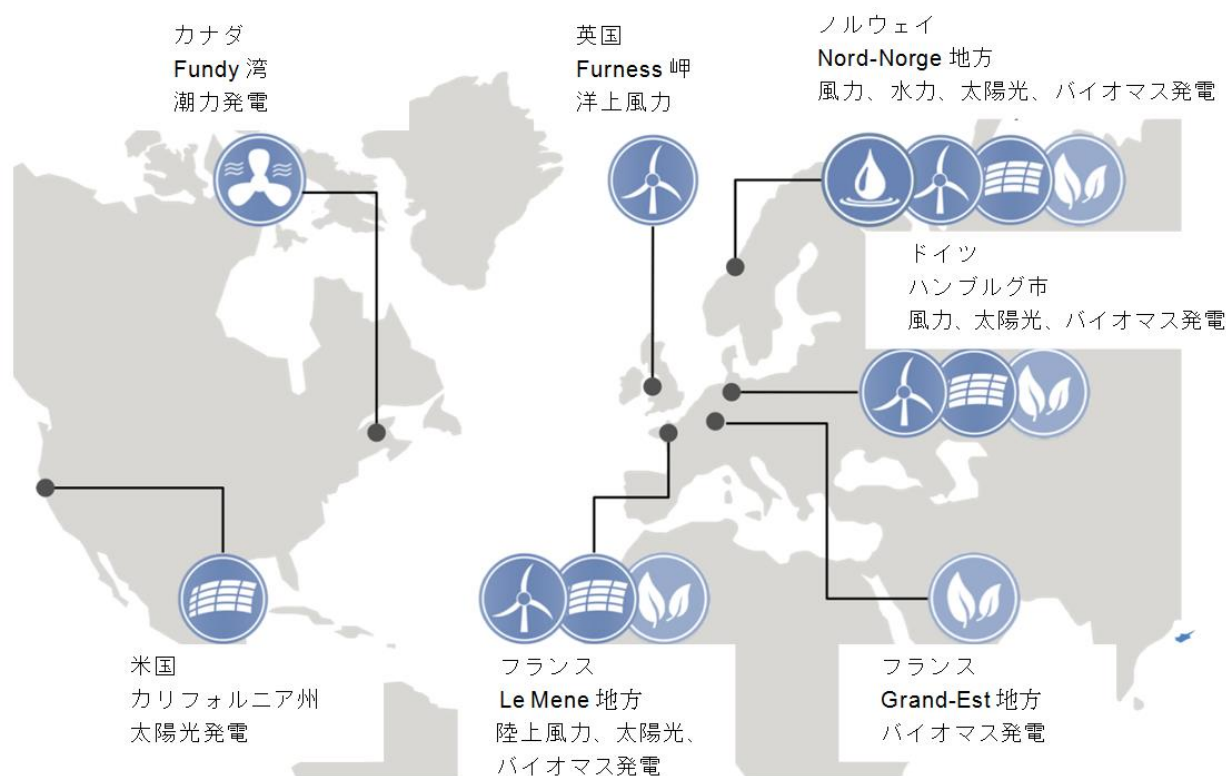 カナダ
Fundy 湾
潮力発電
英国
Furness 岬
洋上風力
ノルウェイ
Nord-Norge 地方
風力、水力、太陽光、バイオマス発電
ドイツ
ハンブルグ市
風力、太陽光、バイオマス発電
米国
カリフォルニア州
太陽光発電
フランス
Le Mene 地方
陸上風力、太陽光、
バイオマス発電
フランス
Grand-Est 地方
バイオマス発電